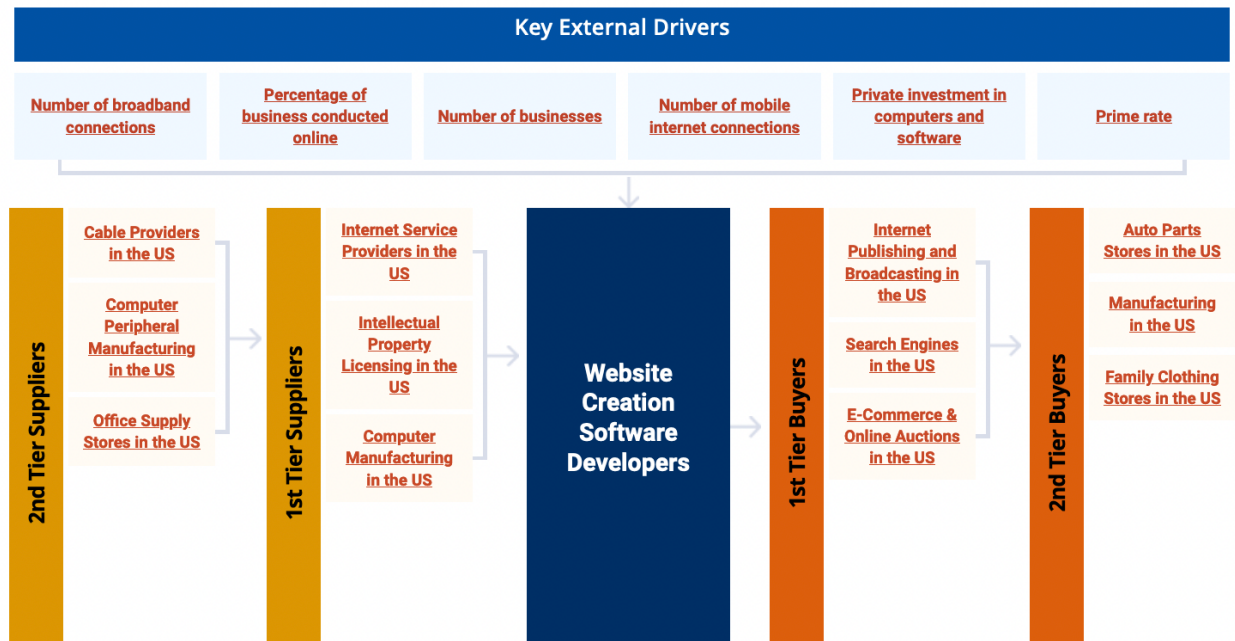 Key External Drivers
Number of broadband
connections
Percentage of
business conducted
online
Number of businesses
Number of mobile
internet connections
Private investment in
computers and
software
Prime rate
2nd Tier Suppliers
Cable Providers
in the US
Computer
Peripheral
Manufacturing
in the US
Office Supply
Stores in the US
1st Tier Suppliers
Internet Service
Providers in the
US
Intellectual
Property
Licensing in the
US
Computer
Manufacturing
in the US
Website
Creation
Software
Developers
1st Tier Buyers
Internet
Publishing and
Broadcasting in
the US
Search Engines
in the US
E-Commerce &
Online Auctions
in the US
2nd Tier Buyers
Auto Parts
Stores in the US
Manufacturing
in the US
Family Clothing
Stores in the US